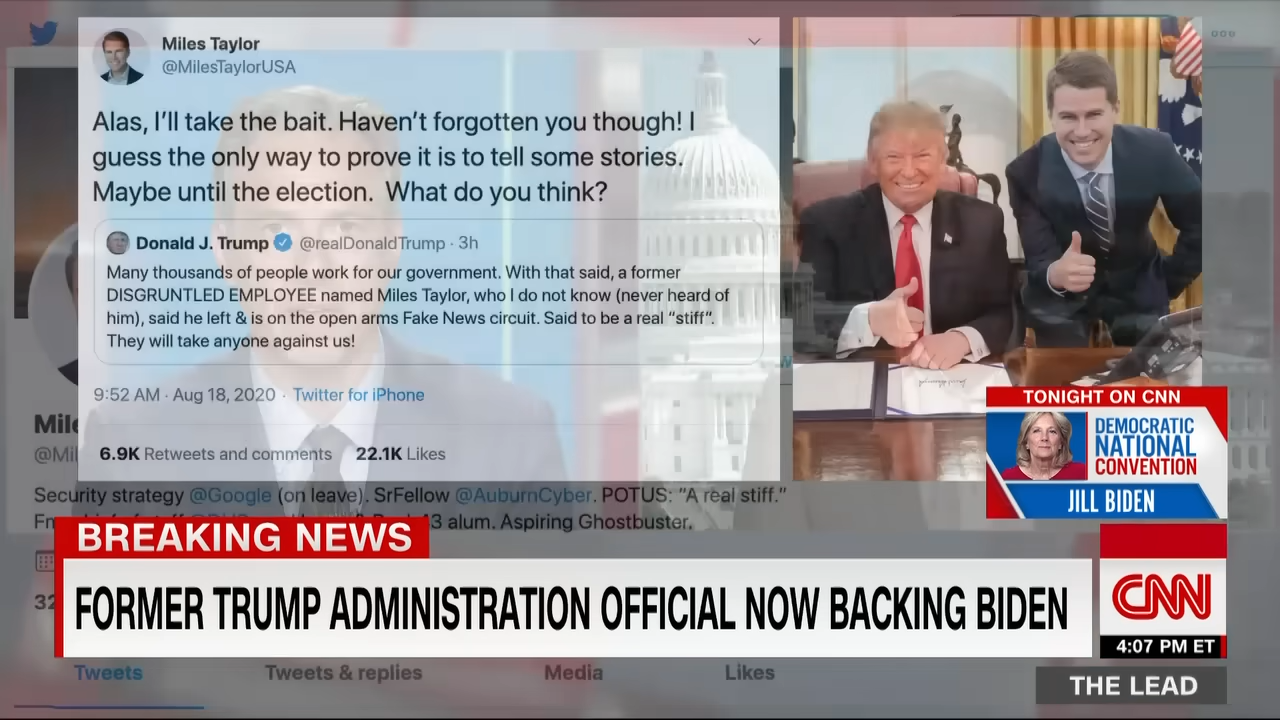 Miles Taylor
@MilesTaylorUSA
Alas, I'll take the bait. Haven't forgotten you though! I
guess the only way to prove it is to tell some stories.
Maybe until the election. What do you think?
Donald J. Trump @realDonaldTrump · 3h
Many thousands of people work for our government. With that said, a former
DISGRUNTLED EMPLOYEE named Miles Taylor, who I do not know (never heard of
him), said he left & is on the open arms Fake News circuit. Said to be a real “stiff”.
They will take anyone against us!
9:52 AM · Aug 18, 2020 · Twitter for iPhone
6.9K Retweets and comments 22.1K Likes
Mile
@Mil
Security strategy @Google (on leave). SrFellow @AuburnCyber. POTUS: “A real stiff.”
alum. Aspiring Ghostbuster.
32
TONIGHT ON CNN
DEMOCRATIC
NATIONAL
CONVENTION
JILL BIDEN
BREAKING NEWS
FORMER TRUMP ADMINISTRATION OFFICIAL NOW BACKING BIDEN
CNN
4:07 PM ET
Tweets Tweets & replies Media Likes
THE LEAD